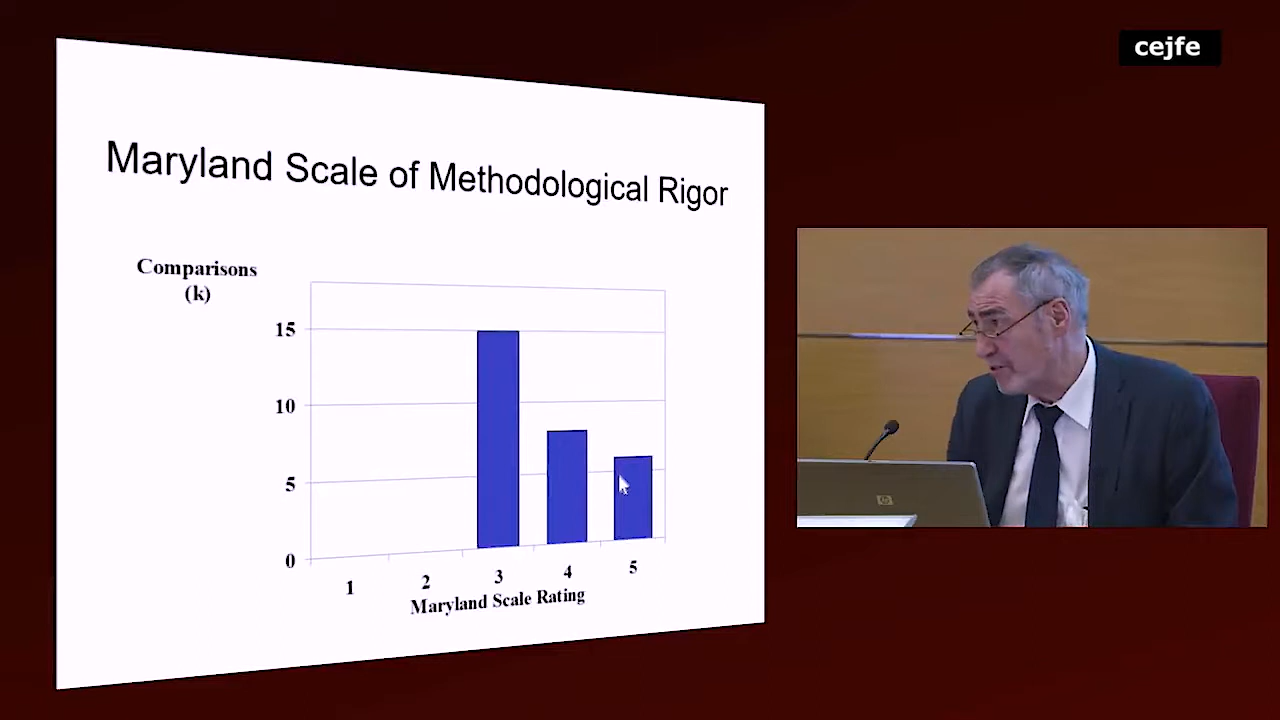 cejfe
Maryland Scale of Methodological Rigor
Comparisons
(k)
15
10
5
0
1 2 3 4 5
Maryland Scale Rating
hp